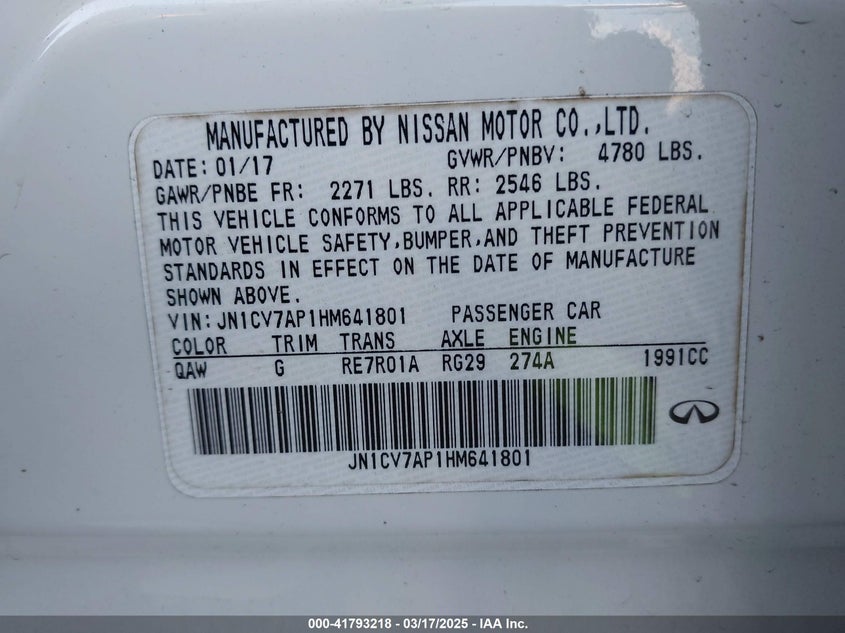 MANUFACTURED BY NISSAN MOTOR CO.,LTD.
DATE: 01/17 GVWR/PNBV: 4780 LBS.
GAWR/PNBE FR: 2271 LBS. RR: 2546 LBS.
THIS VEHICLE CONFORMS TO ALL APPLICABLE FEDERAL
MOTOR VEHICLE SAFETY,BUMPER,AND THEFT PREVENTION
STANDARDS IN EFFECT ON THE DATE OF MANUFACTURE
SHOWN ABOVE.
VIN: JN1CV7AP1HM641801 PASSENGER CAR
COLOR TRIM TRANS AXLE ENGINE
QAW G RE7R01A RG29 274A 1991CC
JN1CV7AP1HM641801
000-41793218 - 03/17/2025 - IAA Inc.